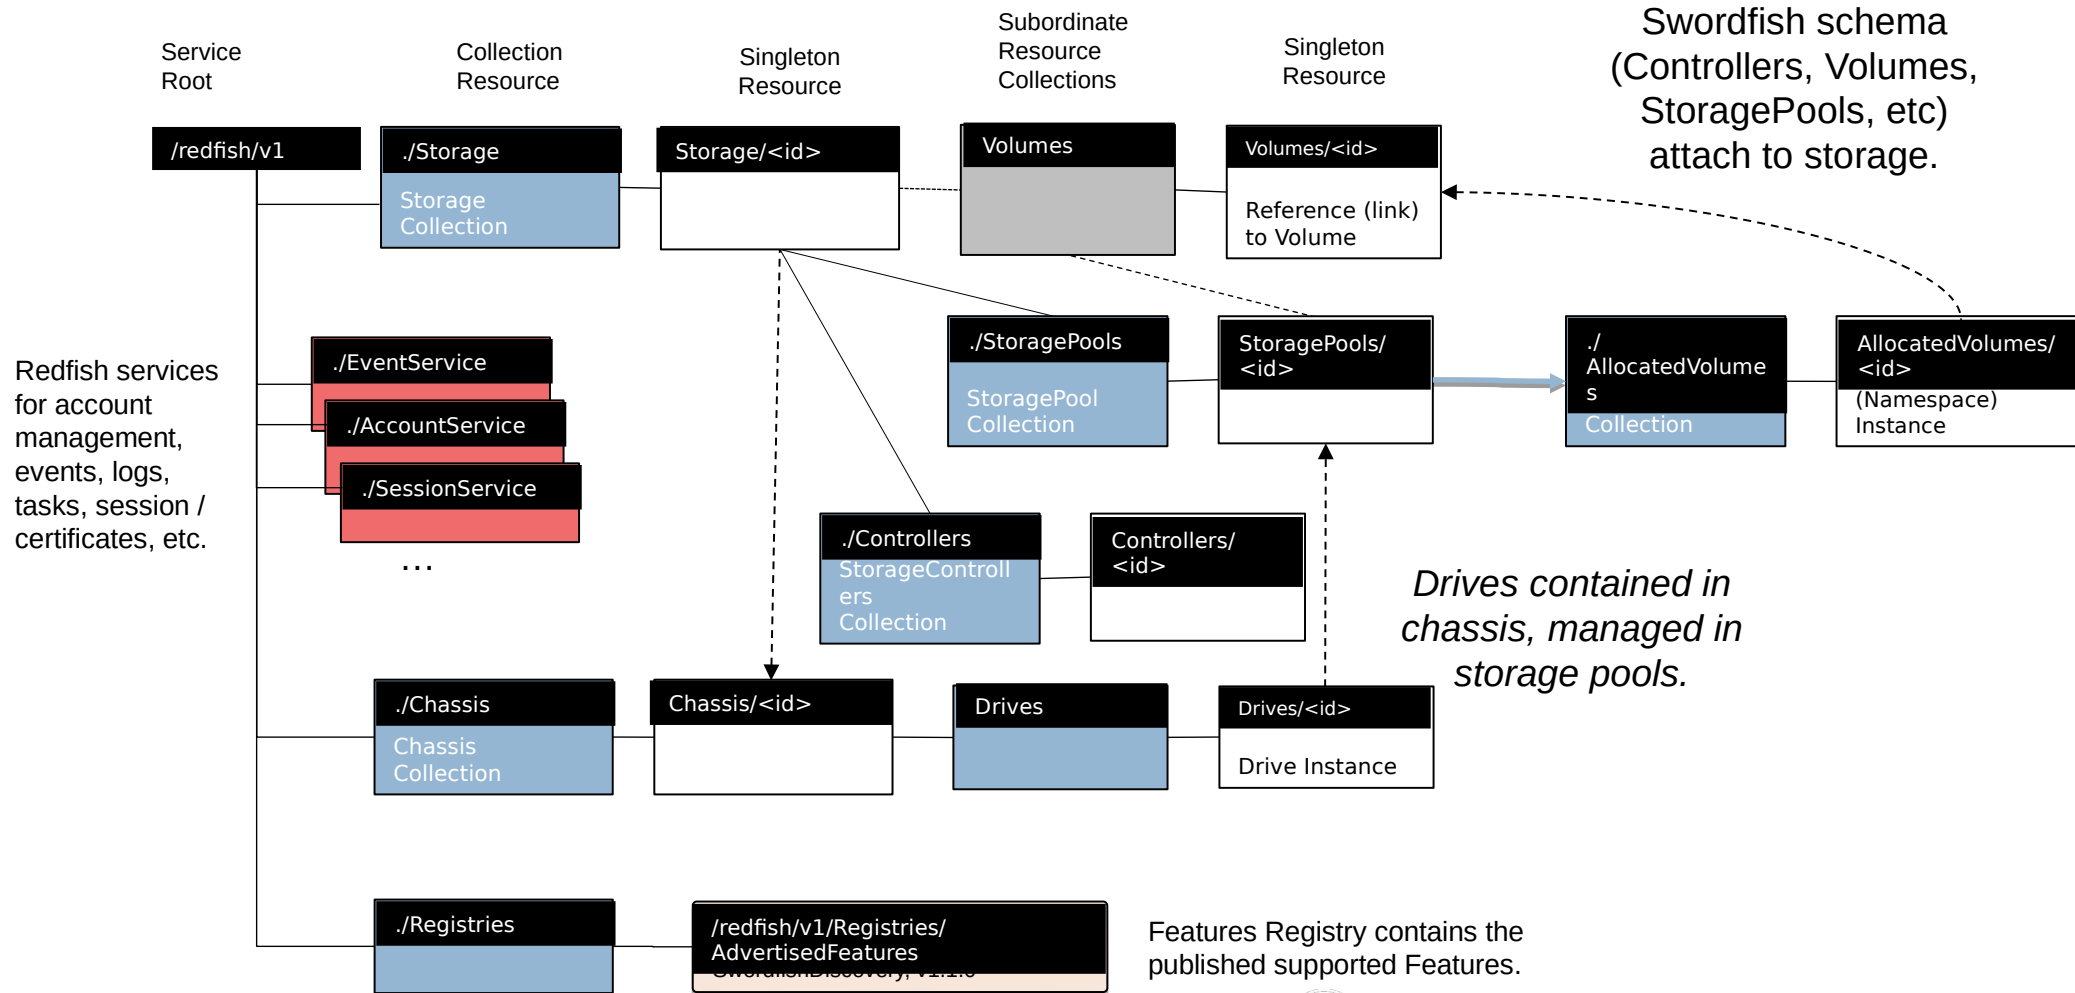 Service
Root
Collection
Resource
Singleton
Resource
Subordinate
Resource
Collections
Singleton
Resource
Swordfish schema
(Controllers, Volumes,
StoragePools, etc)
attach to storage.
/redfish/v1
./Storage
Storage
Collection
Storage/<id>
Volumes
Volumes/<id>
Reference (link)
to Volume
Redfish services
for account
management,
events, logs,
tasks, session /
certificates, etc.
./EventService
./AccountService
./SessionService
...
./StoragePools
StoragePool
Collection
StoragePools/
<id>
./
AllocatedVolume
s
Collection
AllocatedVolumes/
<id>
(Namespace)
Instance
./Controllers
StorageControll
ers
Collection
Controllers/
<id>
Drives contained in
chassis, managed in
storage pools.
./Chassis
Chassis
Collection
Chassis/<id>
Drives
Drives/<id>
Drive Instance
./Registries
/redfish/v1/Registries/
AdvertisedFeatures
Features Registry contains the
published supported Features.